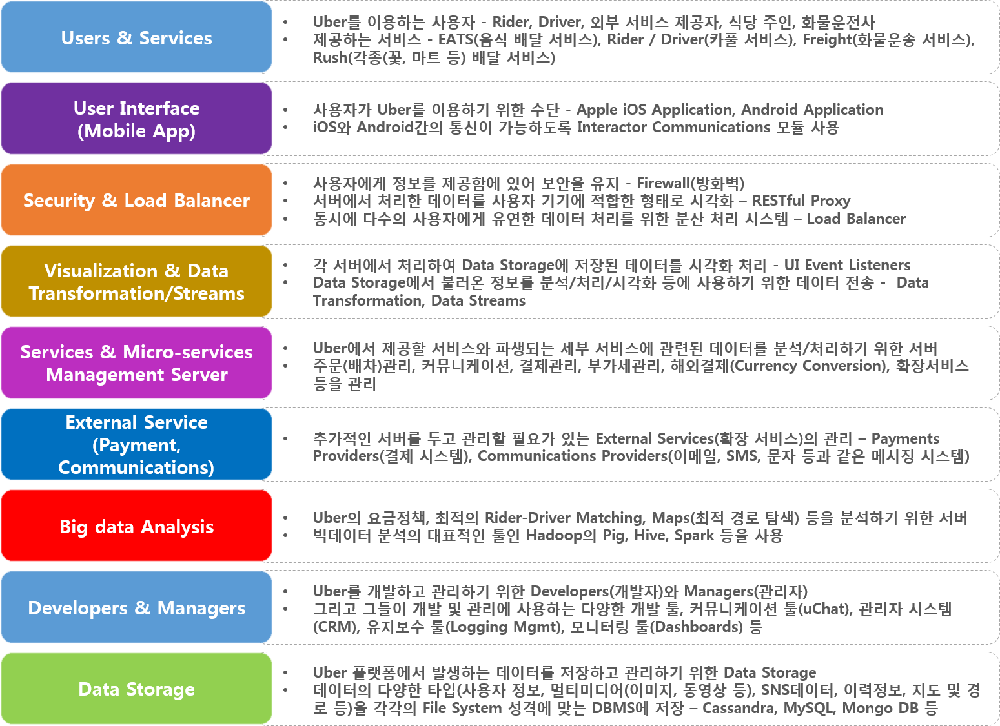 Users & Services
• Uber를 이용하는 사용자 - Rider, Driver, 외부 서비스 제공자, 식당 주인, 화물운전사
• 제공하는 서비스 - EATS(음식 배달 서비스), Rider / Driver(카풀 서비스), Freight(화물운송 서비스),
Rush(각종(꽃, 마트 등) 배달 서비스)
User Interface
(Mobile App)
• 사용자가 Uber를 이용하기 위한 수단 - Apple iOS Application, Android Application
• iOS와 Android간의 통신이 가능하도록 Interactor Communications 모듈 사용
Security & Load Balancer
• 사용자에게 정보를 제공함에 있어 보안을 유지 - Firewall(방화벽)
• 서버에서 처리한 데이터를 사용자 기기에 적합한 형태로 시각화 – RESTful Proxy
• 동시에 다수의 사용자에게 유연한 데이터 처리를 위한 분산 처리 시스템 – Load Balancer
Visualization & Data
Transformation/Streams
• 각 서버에서 처리하여 Data Storage에 저장된 데이터를 시각화 처리 - UI Event Listeners
• Data Storage에서 불러온 정보를 분석/처리/시각화 등에 사용하기 위한 데이터 전송 - Data
Transformation, Data Streams
Services & Micro-services
Management Server
• Uber에서 제공할 서비스와 파생되는 세부 서비스에 관련된 데이터를 분석/처리하기 위한 서버
• 주문(배차)관리, 커뮤니케이션, 결제관리, 부가세관리, 해외결제(Currency Conversion), 확장서비스
등을 관리
External Service
(Payment,
Communications)
• 추가적인 서버를 두고 관리할 필요가 있는 External Services(확장 서비스)의 관리 – Payments
Providers(결제 시스템), Communications Providers(이메일, SMS, 문자 등과 같은 메시징 시스템)
Big data Analysis
• Uber의 요금정책, 최적의 Rider-Driver Matching, Maps(최적 경로 탐색) 등을 분석하기 위한 서버
• 빅데이터 분석의 대표적인 툴인 Hadoop의 Pig, Hive, Spark 등을 사용
Developers & Managers
• Uber를 개발하고 관리하기 위한 Developers(개발자)와 Managers(관리자)
• 그리고 그들이 개발 및 관리에 사용하는 다양한 개발 툴, 커뮤니케이션 툴(uChat), 관리자 시스템
(CRM), 유지보수 툴(Logging Mgmt), 모니터링 툴(Dashboards) 등
Data Storage
• Uber 플랫폼에서 발생하는 데이터를 저장하고 관리하기 위한 Data Storage
• 데이터의 다양한 타입(사용자 정보, 멀티미디어(이미지, 동영상 등), SNS데이터, 이력정보, 지도 및 경
로 등)을 각각의 File System 성격에 맞는 DBMS에 저장 – Cassandra, MySQL, Mongo DB 등